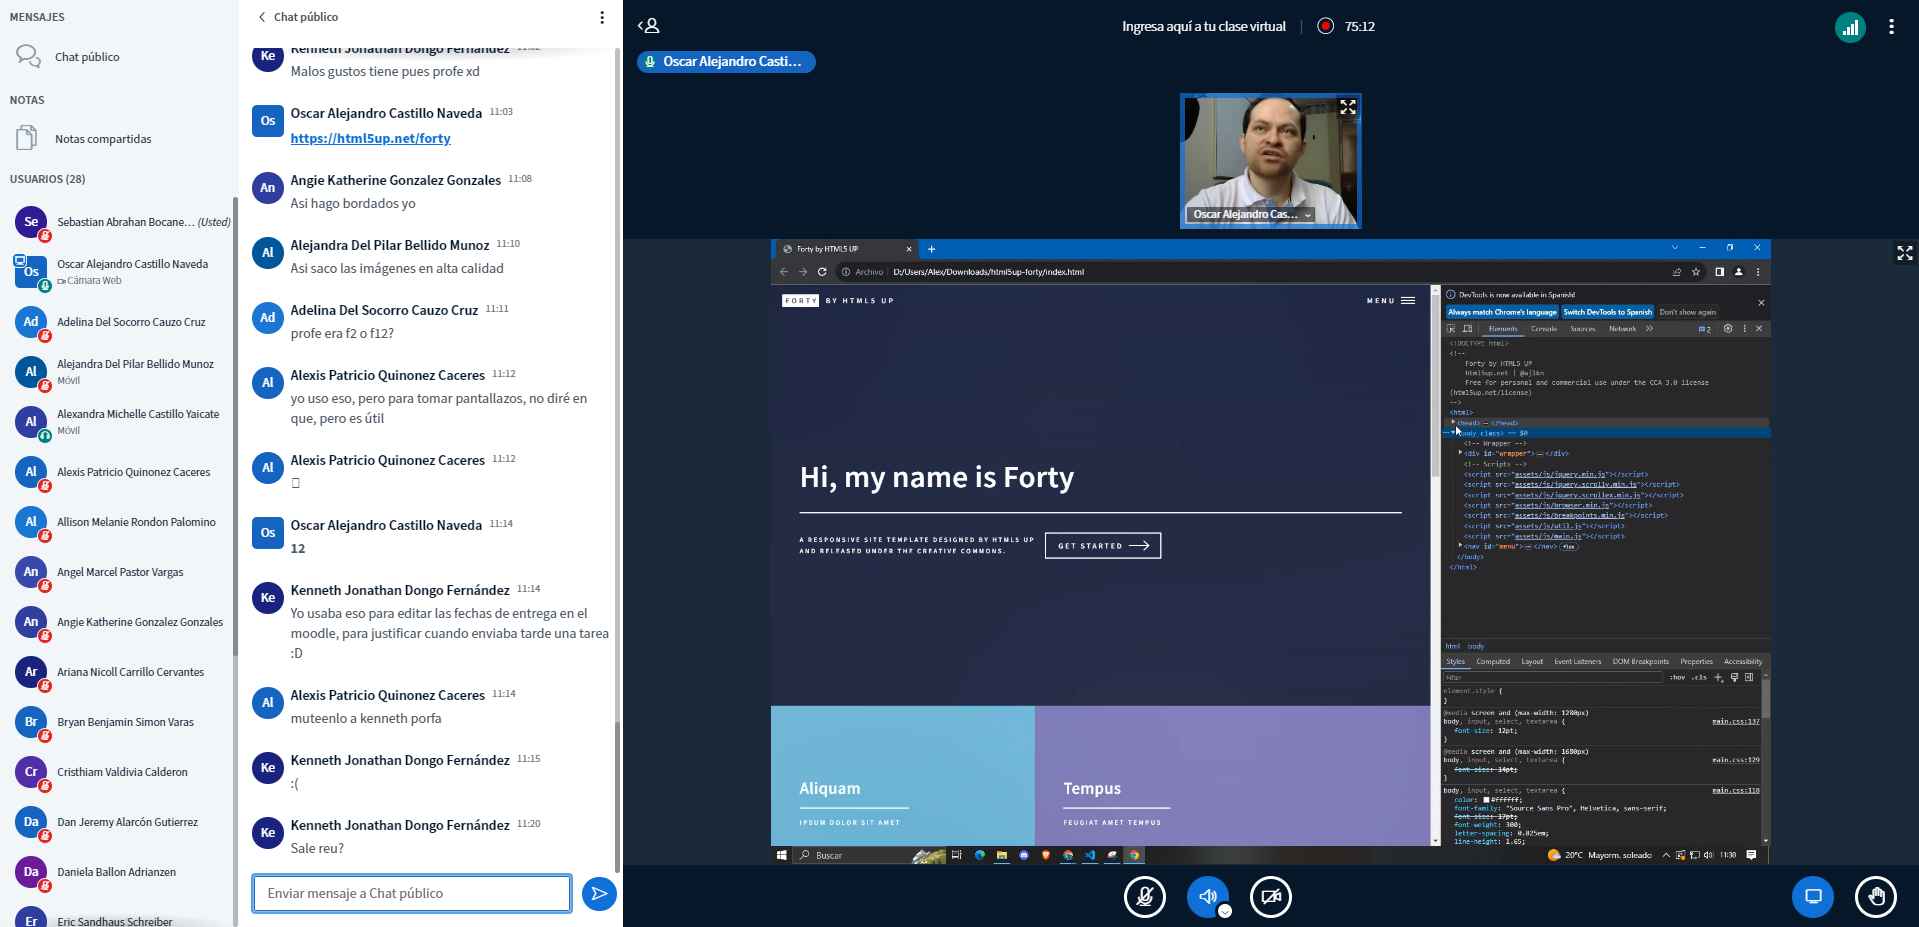 MENSAJES
Chat público
NOTAS
Notas compartidas
USUARIOS (28)
Se
Sebastian Abrahan Bocane... (Usted)
Os
Oscar Alejandro Castillo Naveda
Cámara Web
Ad
Adelina Del Socorro Cauzo Cruz
Al
Alejandra Del Pilar Bellido Munoz
Móvil
Al
Alexandra Michelle Castillo Yaicate
Móvil
Al
Alexis Patricio Quinonez Caceres
Al
Allison Melanie Rondon Palomino
An
Angel Marcel Pastor Vargas
An
Angie Katherine Gonzalez Gonzales
Ar
Ariana Nicoll Carrillo Cervantes
Br
Bryan Benjamin Simon Varas
Cr
Cristhiam Valdivia Calderon
Da
Dan Jeremy Alarcón Gutierrez
Da
Daniela Ballon Adrianzen
Er
Eric Sandhaus Schreiber
Chat público
Ke
Kenneth Jonathan Dongo Fernández
Malos gustos tiene pues profe xd
Os
Oscar Alejandro Castillo Naveda 11:03
https://html5up.net/forty
An
Angie Katherine Gonzalez Gonzales 11:08
Asi hago bordados yo
Al
Alejandra Del Pilar Bellido Munoz 11:10
Asi saco las imágenes en alta calidad
Ad
Adelina Del Socorro Cauzo Cruz 11:11
profe era f2 o f12?
Al
Alexis Patricio Quinonez Caceres 11:12
yo uso eso, pero para tomar pantallazos, no diré en
que, pero es útil
Al
Alexis Patricio Quinonez Caceres 11:12
Os
Oscar Alejandro Castillo Naveda 11:14
12
Ke
Kenneth Jonathan Dongo Fernández 11:14
Yo usaba eso para editar las fechas de entrega en el
moodle, para justificar cuando enviaba tarde una tarea
:D
Al
Alexis Patricio Quinonez Caceres 11:14
muteenlo a kenneth porfa
Ke
Kenneth Jonathan Dongo Fernández 11:15
:(
Ke
Kenneth Jonathan Dongo Fernández 11:20
Sale reu?
Enviar mensaje a Chat público
Ingresa aquí a tu clase virtual | 75:12
Oscar Alejandro Casti...
Oscar Alejandro Cas...
Forty by HTML5 UP
Archivo | D:/Users/Alex/Downloads/html5up-forty/index.html
FORTY BY HTML5 UP
MENU
Hi, my name is Forty
A RESPONSIVE SITE TEMPLATE DESIGNED BY HTML5 UP
AND RELEASED UNDER THE CREATIVE COMMONS.
GET STARTED
Aliquam
IPSUM DOLOR SIT AMET
Tempus
FEUGIAT AMET TEMPUS
DevTools is now available in Spanish!
Always match Chrome's language Switch DevTools to Spanish Don't show again
Elements Console Sources Network 2
<!DOCTYPE html>
<!--
Forty by HTML5 UP
html5up.net | @ajlkn
Free for personal and commercial use under the CCA 3.0 license
(html5up.net/license)
-->
<html>
<head> … </head>
body class> == $0
<!-- Wrapper -->
<div id="wrapper"> … </div>
<!-- Scripts -->
<script src="assets/js/jquery.min.js"></script>
<script src="assets/js/jquery.scrolly.min.js"></script>
<script src="assets/js/jquery.scrollex.min.js"></script>
<script src="assets/js/browser.min.js"></script>
<script src="assets/js/breakpoints.min.js"></script>
<script src="assets/js/util.js"></script>
<script src="assets/js/main.js"></script>
<nav id="menu"> … </nav> flex
</body>
</html>
html body
Styles Computed Layout Event Listeners DOM Breakpoints Properties Accessibility
Filter :hov .cls
element.style {
}
@media screen and (max-width: 1280px)
body, input, select, textarea { main.css:137
font-size: 12pt;
}
@media screen and (max-width: 1680px)
body, input, select, textarea { main.css:129
font-size: 14pt;
}
body, input, select, textarea { main.css:118
color: #ffffff;
font-family: "Source Sans Pro", Helvetica, sans-serif;
font-size: 17pt;
font-weight: 300;
letter-spacing: 0.025em;
line-height: 1.65;
Buscar
20°C Mayorm. soleado 11:30